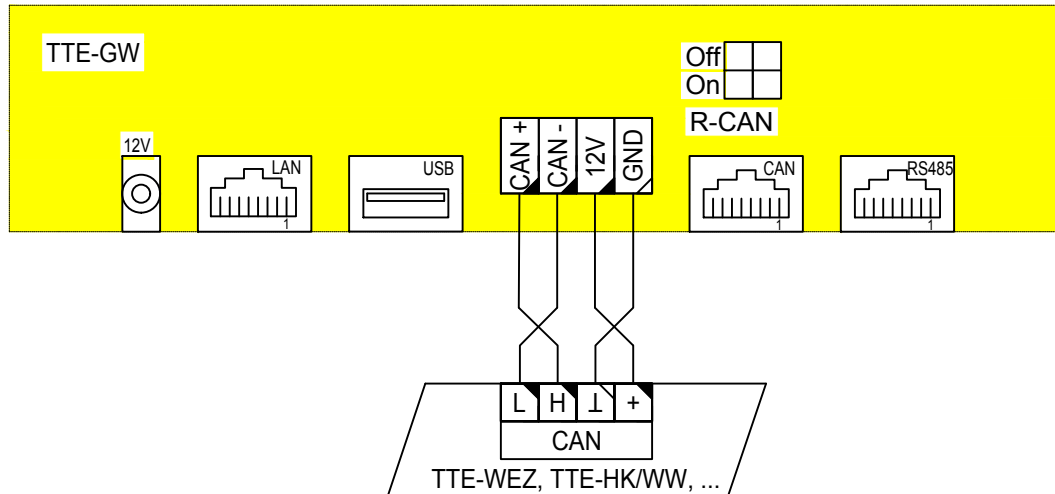 TTE-GW
Off
On
R-CAN
12V
LAN
1
USB
CAN +
CAN -
12V
GND
CAN
1
RS485
1
L H ⊥ +
CAN
TTE-WEZ, TTE-HK/WW, ...